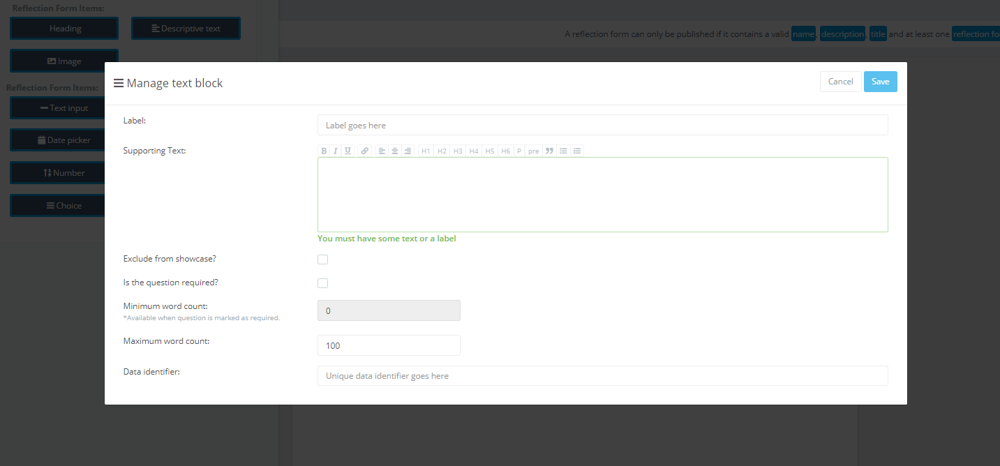 Reflection Form Items:
Heading
Descriptive text
Image
A reflection form can only be published if it contains a valid name, description, title and at least one reflection fo
Reflection Form Items:
Text input
Date picker
Number
Choice
Manage text block
Cancel
Save
Label:
Label goes here
Supporting Text:
B I U H1 H2 H3 H4 H5 H6 P pre
You must have some text or a label
Exclude from showcase?
Is the question required?
Minimum word count:
0
*Available when question is marked as required.
Maximum word count:
100
Data identifier:
Unique data identifier goes here